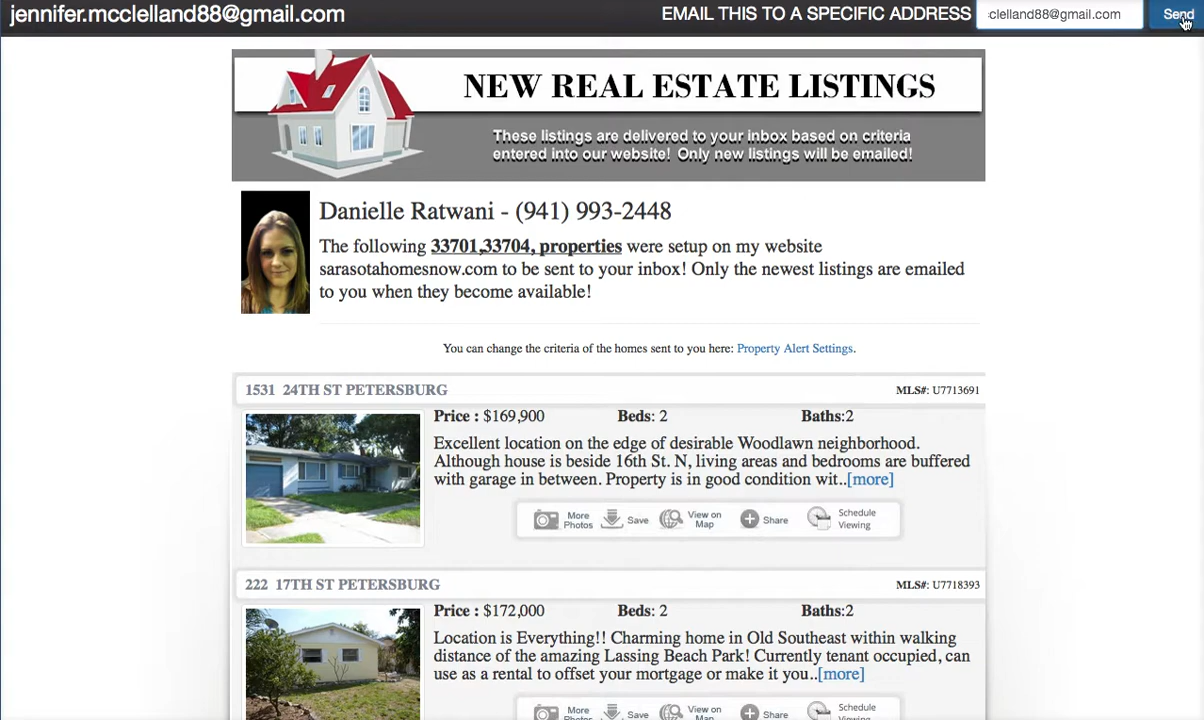 jennifer.mcclelland88@gmail.com EMAIL THIS TO A SPECIFIC ADDRESS clelland88@gmail.com Send
NEW REAL ESTATE LISTINGS
These listings are delivered to your inbox based on criteria
entered into our website! Only new listings will be emailed!
Danielle Ratwani - (941) 993-2448
The following 33701,33704, properties were setup on my website
sarasotahomesnow.com to be sent to your inbox! Only the newest listings are emailed
to you when they become available!
You can change the criteria of the homes sent to you here: Property Alert Settings.
1531 24TH ST PETERSBURG MLS#: U7713691
Price : $169,900 Beds: 2 Baths:2
Excellent location on the edge of desirable Woodlawn neighborhood.
Although house is beside 16th St. N, living areas and bedrooms are buffered
with garage in between. Property is in good condition wit..[more]
More Photos Save View on Map Share Schedule Viewing
222 17TH ST PETERSBURG MLS#: U7718393
Price : $172,000 Beds: 2 Baths:2
Location is Everything!! Charming home in Old Southeast within walking
distance of the amazing Lassing Beach Park! Currently tenant occupied, can
use as a rental to offset your mortgage or make it you..[more]
More Save View on Map Share Schedule